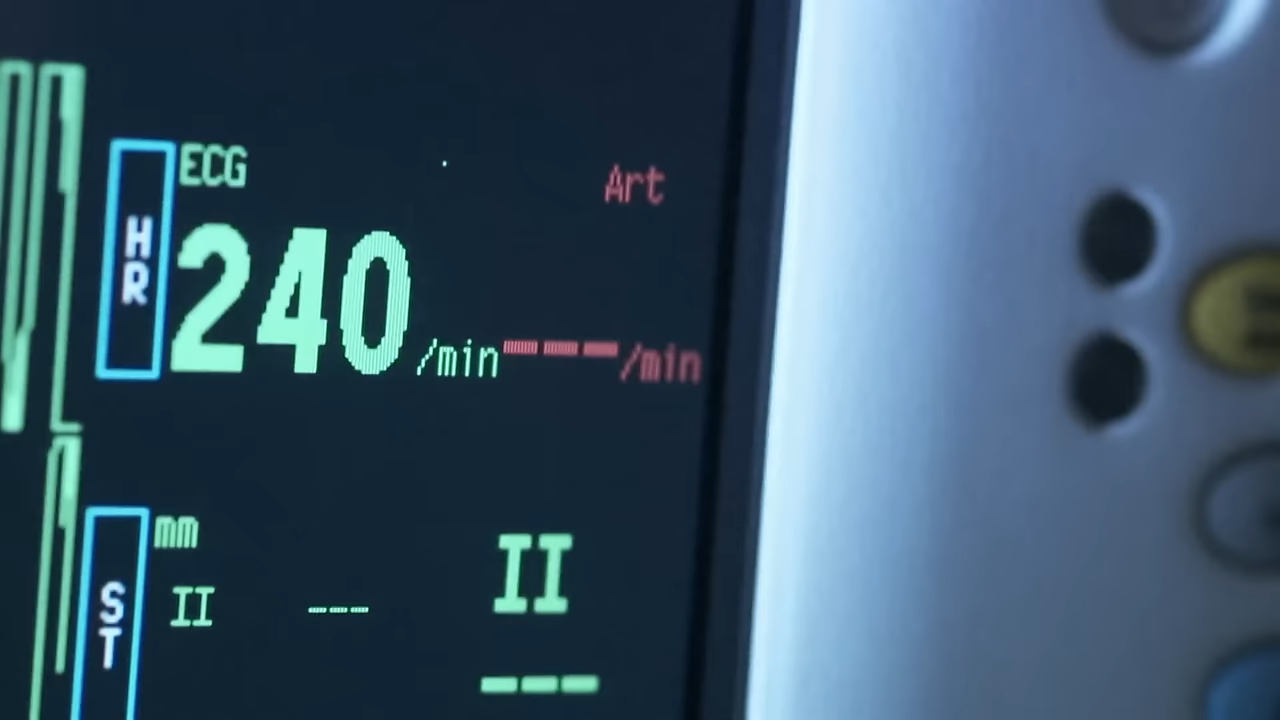 ECG
Art
HR
240/min
---/min
mm
ST
II ---
II
---